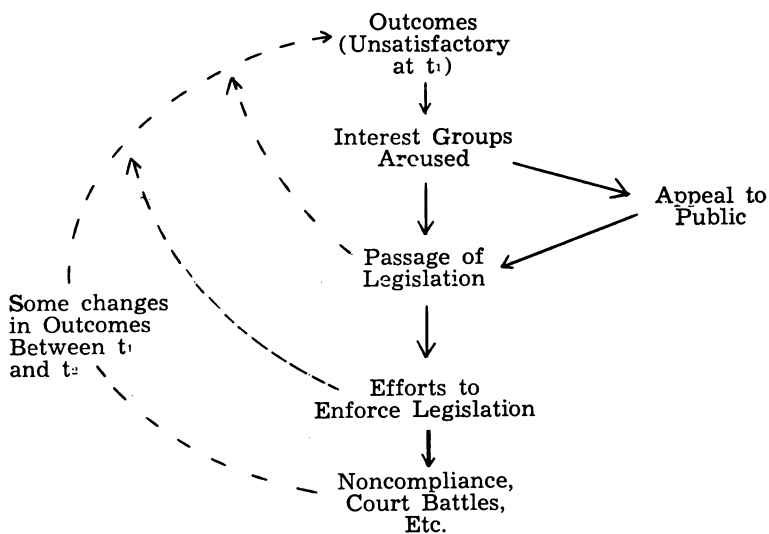 Outcomes
(Unsatisfactory
at t₁)
Interest Groups
Aroused
Appeal to
Public
Passage of
Legislation
Some changes
in Outcomes
Between t₁
and t₂
Efforts to
Enforce Legislation
Noncompliance,
Court Battles,
Etc.